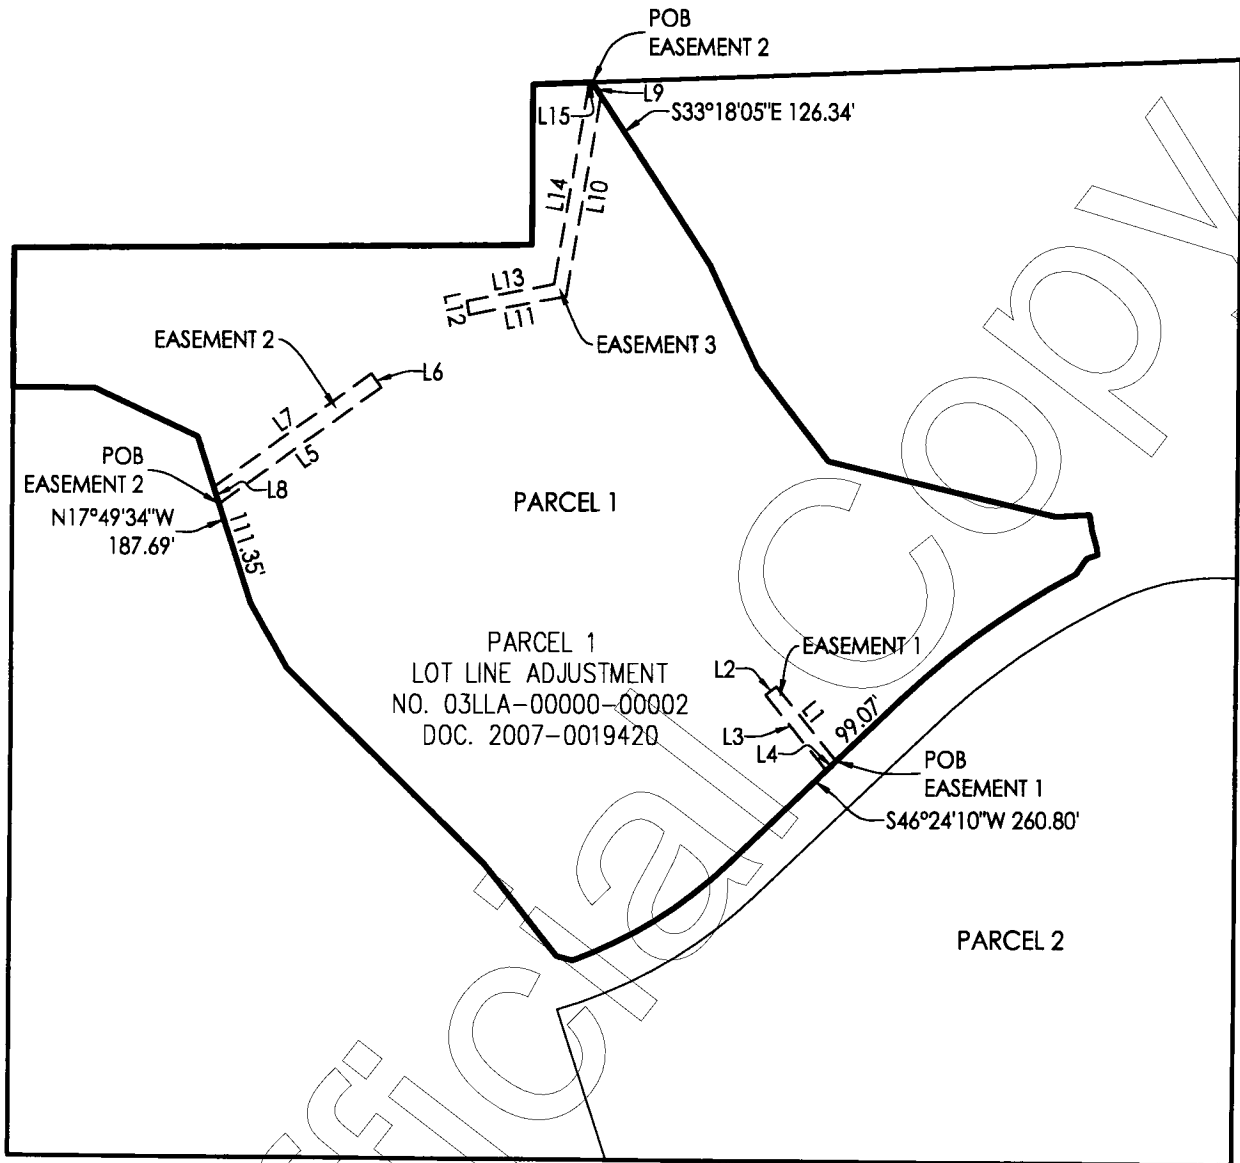 POB
EASEMENT 2
L9
L15
S33°18'05"E 126.34'
L14
L10
L13
L12
L11
EASEMENT 3
EASEMENT 2
L6
L7
L5
POB
EASEMENT 2
L8
N17°49'34"W
187.69'
111.35'
PARCEL 1
PARCEL 1
LOT LINE ADJUSTMENT
NO. 03LLA-00000-00002
DOC. 2007-0019420
EASEMENT 1
L2
L1
L3
L4
99.07'
POB
EASEMENT 1
S46°24'10"W 260.80'
PARCEL 2
fficial Copy